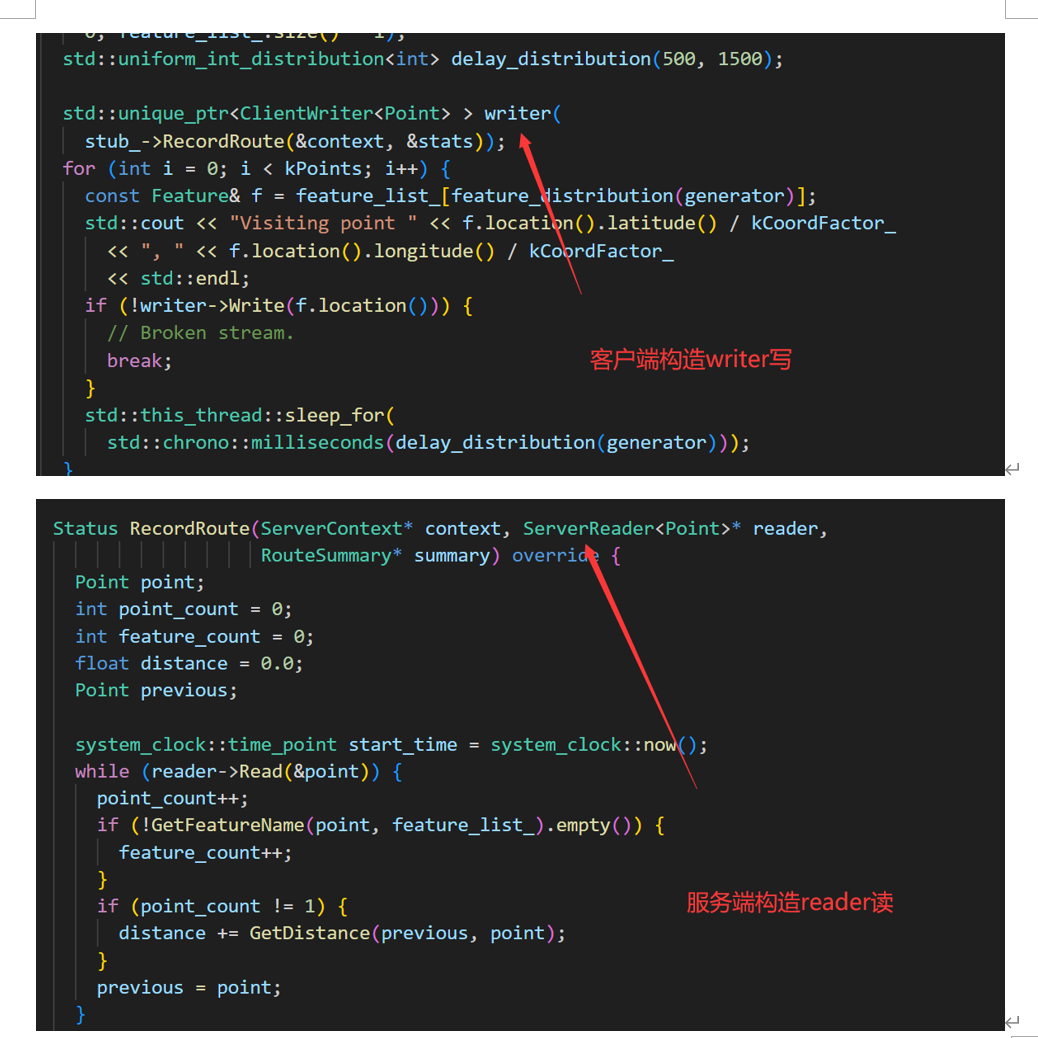 std::uniform_int_distribution<int> delay_distribution(500, 1500);
std::unique_ptr<ClientWriter<Point> > writer(
stub_->RecordRoute(&context, &stats));
for (int i = 0; i < kPoints; i++) {
const Feature& f = feature_list_[feature_distribution(generator)];
std::cout << "Visiting point " << f.location().latitude() / kCoordFactor_
<< ", " << f.location().longitude() / kCoordFactor_
<< std::endl;
if (!writer->Write(f.location())) {
// Broken stream.
break;
}
std::this_thread::sleep_for(
std::chrono::milliseconds(delay_distribution(generator)));
}
客户端构造writer写
Status RecordRoute(ServerContext* context, ServerReader<Point>* reader,
RouteSummary* summary) override {
Point point;
int point_count = 0;
int feature_count = 0;
float distance = 0.0;
Point previous;
system_clock::time_point start_time = system_clock::now();
while (reader->Read(&point)) {
point_count++;
if (!GetFeatureName(point, feature_list_).empty()) {
feature_count++;
}
if (point_count != 1) {
distance += GetDistance(previous, point);
}
previous = point;
}
服务端构造reader读